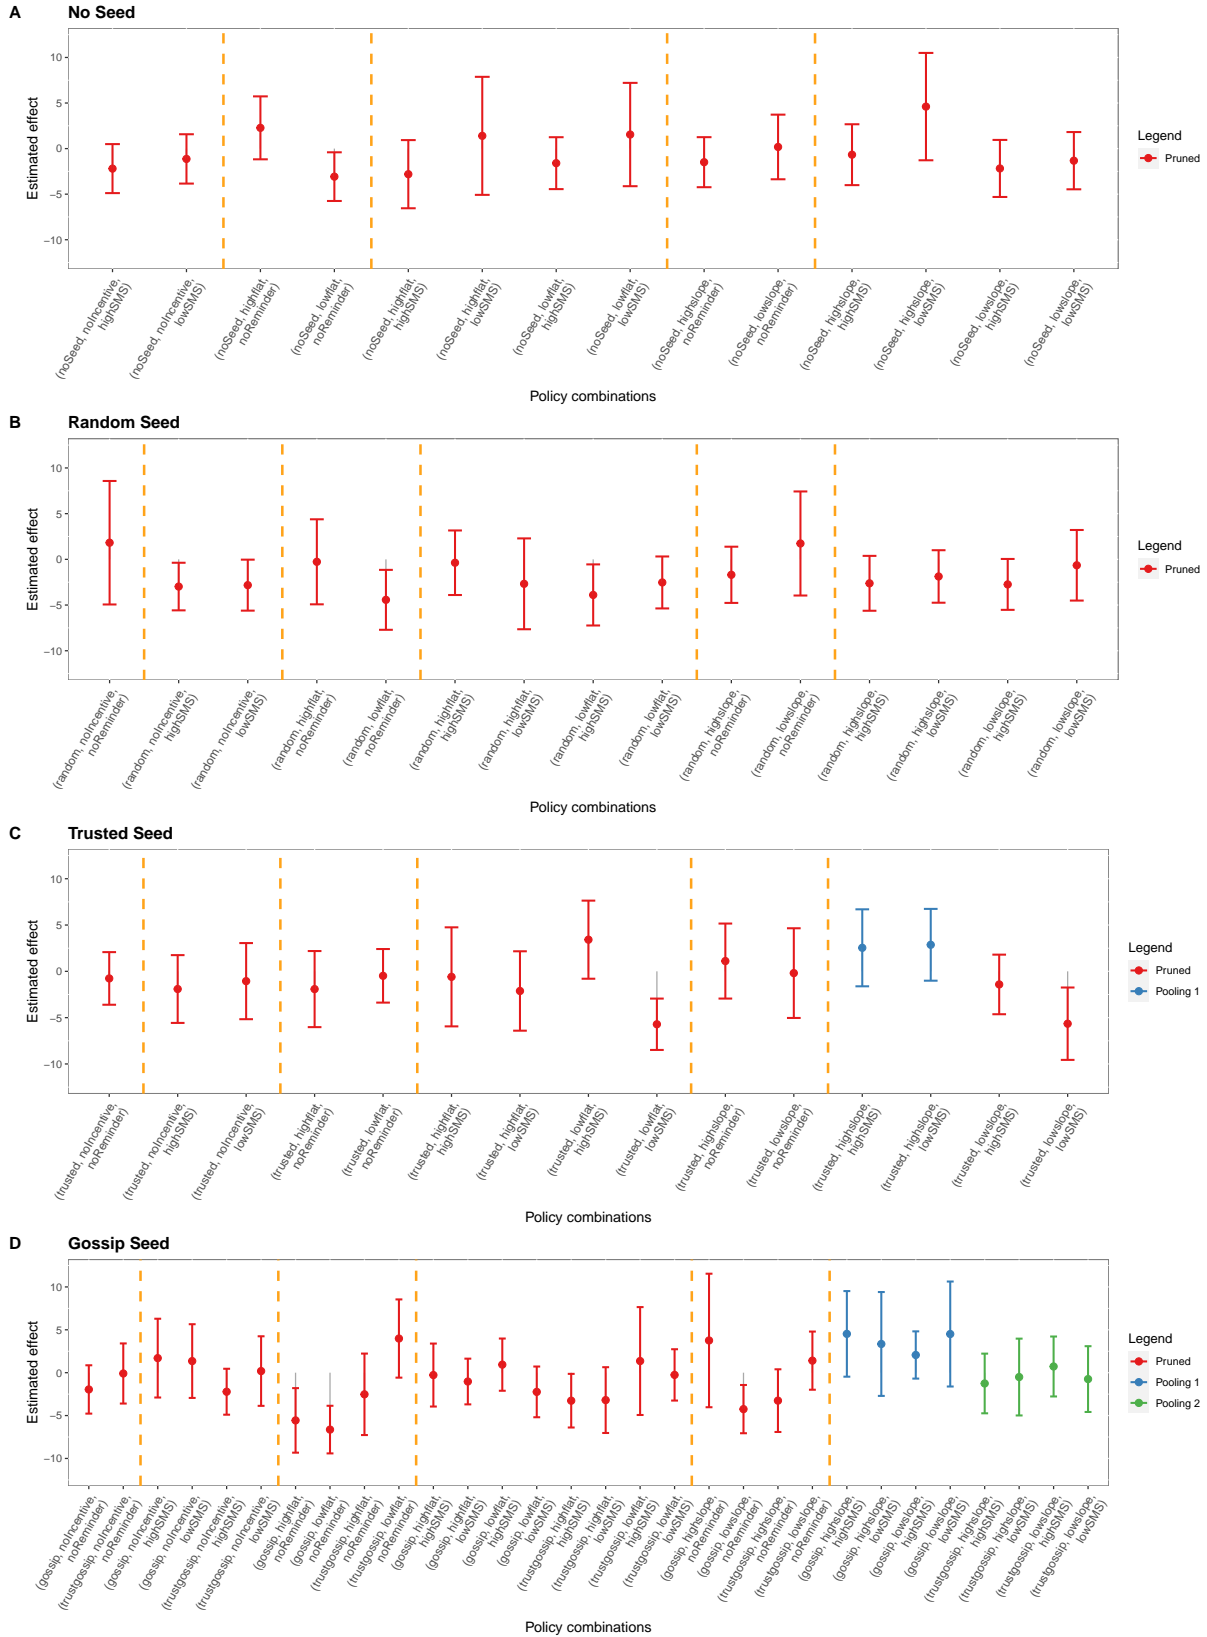 A No Seed
10
5
0
−5
−10
Estimated effect
(noSeed, noIncentive,
highSMS)
(noSeed, noIncentive,
lowSMS)
(noSeed, highflat,
noReminder)
(noSeed, lowflat,
noReminder)
(noSeed, highflat,
highSMS)
(noSeed, highflat,
lowSMS)
(noSeed, lowflat,
highSMS)
(noSeed, lowflat,
lowSMS)
(noSeed, highslope,
noReminder)
(noSeed, lowslope,
noReminder)
(noSeed, highslope,
highSMS)
(noSeed, highslope,
lowSMS)
(noSeed, lowslope,
highSMS)
(noSeed, lowslope,
lowSMS)
Policy combinations
Legend
Pruned
B Random Seed
10
5
0
−5
−10
Estimated effect
(random, noIncentive,
noReminder)
(random, noIncentive,
highSMS)
(random, noIncentive,
lowSMS)
(random, highflat,
noReminder)
(random, lowflat,
noReminder)
(random, highflat,
highSMS)
(random, highflat,
lowSMS)
(random, lowflat,
highSMS)
(random, lowflat,
lowSMS)
(random, highslope,
noReminder)
(random, lowslope,
noReminder)
(random, highslope,
highSMS)
(random, highslope,
lowSMS)
(random, lowslope,
highSMS)
(random, lowslope,
lowSMS)
Policy combinations
Legend
Pruned
C Trusted Seed
10
5
0
−5
−10
Estimated effect
(trusted, noIncentive,
noReminder)
(trusted, noIncentive,
highSMS)
(trusted, noIncentive,
lowSMS)
(trusted, highflat,
noReminder)
(trusted, lowflat,
noReminder)
(trusted, highflat,
highSMS)
(trusted, highflat,
lowSMS)
(trusted, lowflat,
highSMS)
(trusted, lowflat,
lowSMS)
(trusted, highslope,
noReminder)
(trusted, lowslope,
noReminder)
(trusted, highslope,
highSMS)
(trusted, highslope,
lowSMS)
(trusted, lowslope,
highSMS)
(trusted, lowslope,
lowSMS)
Policy combinations
Legend
Pruned
Pooling 1
D Gossip Seed
10
5
0
−5
−10
Estimated effect
(gossip, noIncentive,
noReminder)
(trustgossip, noIncentive,
noReminder)
(gossip, noIncentive,
highSMS)
(gossip, noIncentive,
lowSMS)
(trustgossip, noIncentive,
highSMS)
(trustgossip, noIncentive,
lowSMS)
(gossip, highflat,
noReminder)
(gossip, lowflat,
noReminder)
(trustgossip, highflat,
noReminder)
(trustgossip, lowflat,
noReminder)
(gossip, highflat,
highSMS)
(gossip, highflat,
lowSMS)
(gossip, lowflat,
highSMS)
(gossip, lowflat,
lowSMS)
(trustgossip, highflat,
highSMS)
(trustgossip, highflat,
lowSMS)
(trustgossip, lowflat,
highSMS)
(trustgossip, lowflat,
lowSMS)
(gossip, highslope,
noReminder)
(gossip, lowslope,
noReminder)
(trustgossip, highslope,
noReminder)
(trustgossip, lowslope,
noReminder)
(gossip, highslope,
highSMS)
(gossip, highslope,
lowSMS)
(gossip, lowslope,
highSMS)
(gossip, lowslope,
lowSMS)
(trustgossip, highslope,
highSMS)
(trustgossip, highslope,
lowSMS)
(trustgossip, lowslope,
highSMS)
(trustgossip, lowslope,
lowSMS)
Policy combinations
Legend
Pruned
Pooling 1
Pooling 2